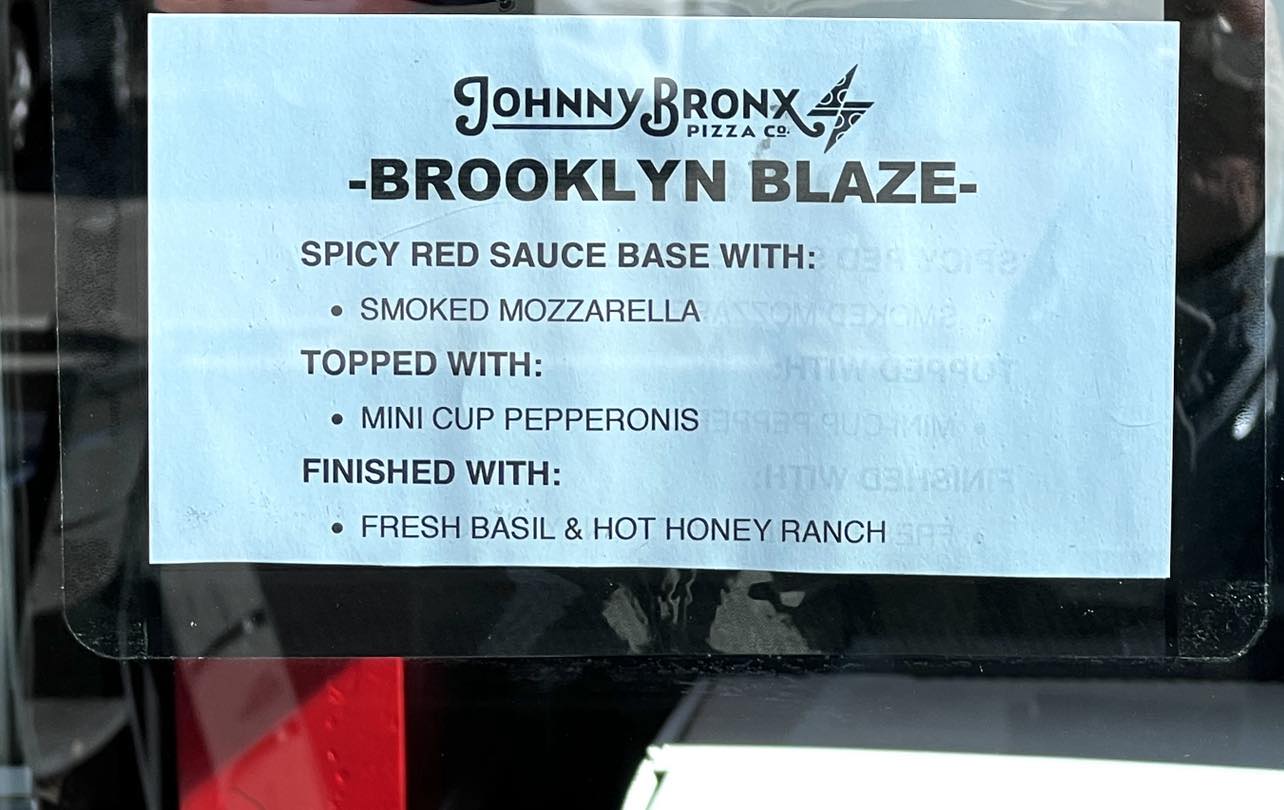 JOHNNY BRONX
PIZZA CO.
-BROOKLYN BLAZE-
SPICY RED SAUCE BASE WITH:
• SMOKED MOZZARELLA
TOPPED WITH:
• MINI CUP PEPPERONIS
FINISHED WITH:
• FRESH BASIL & HOT HONEY RANCH